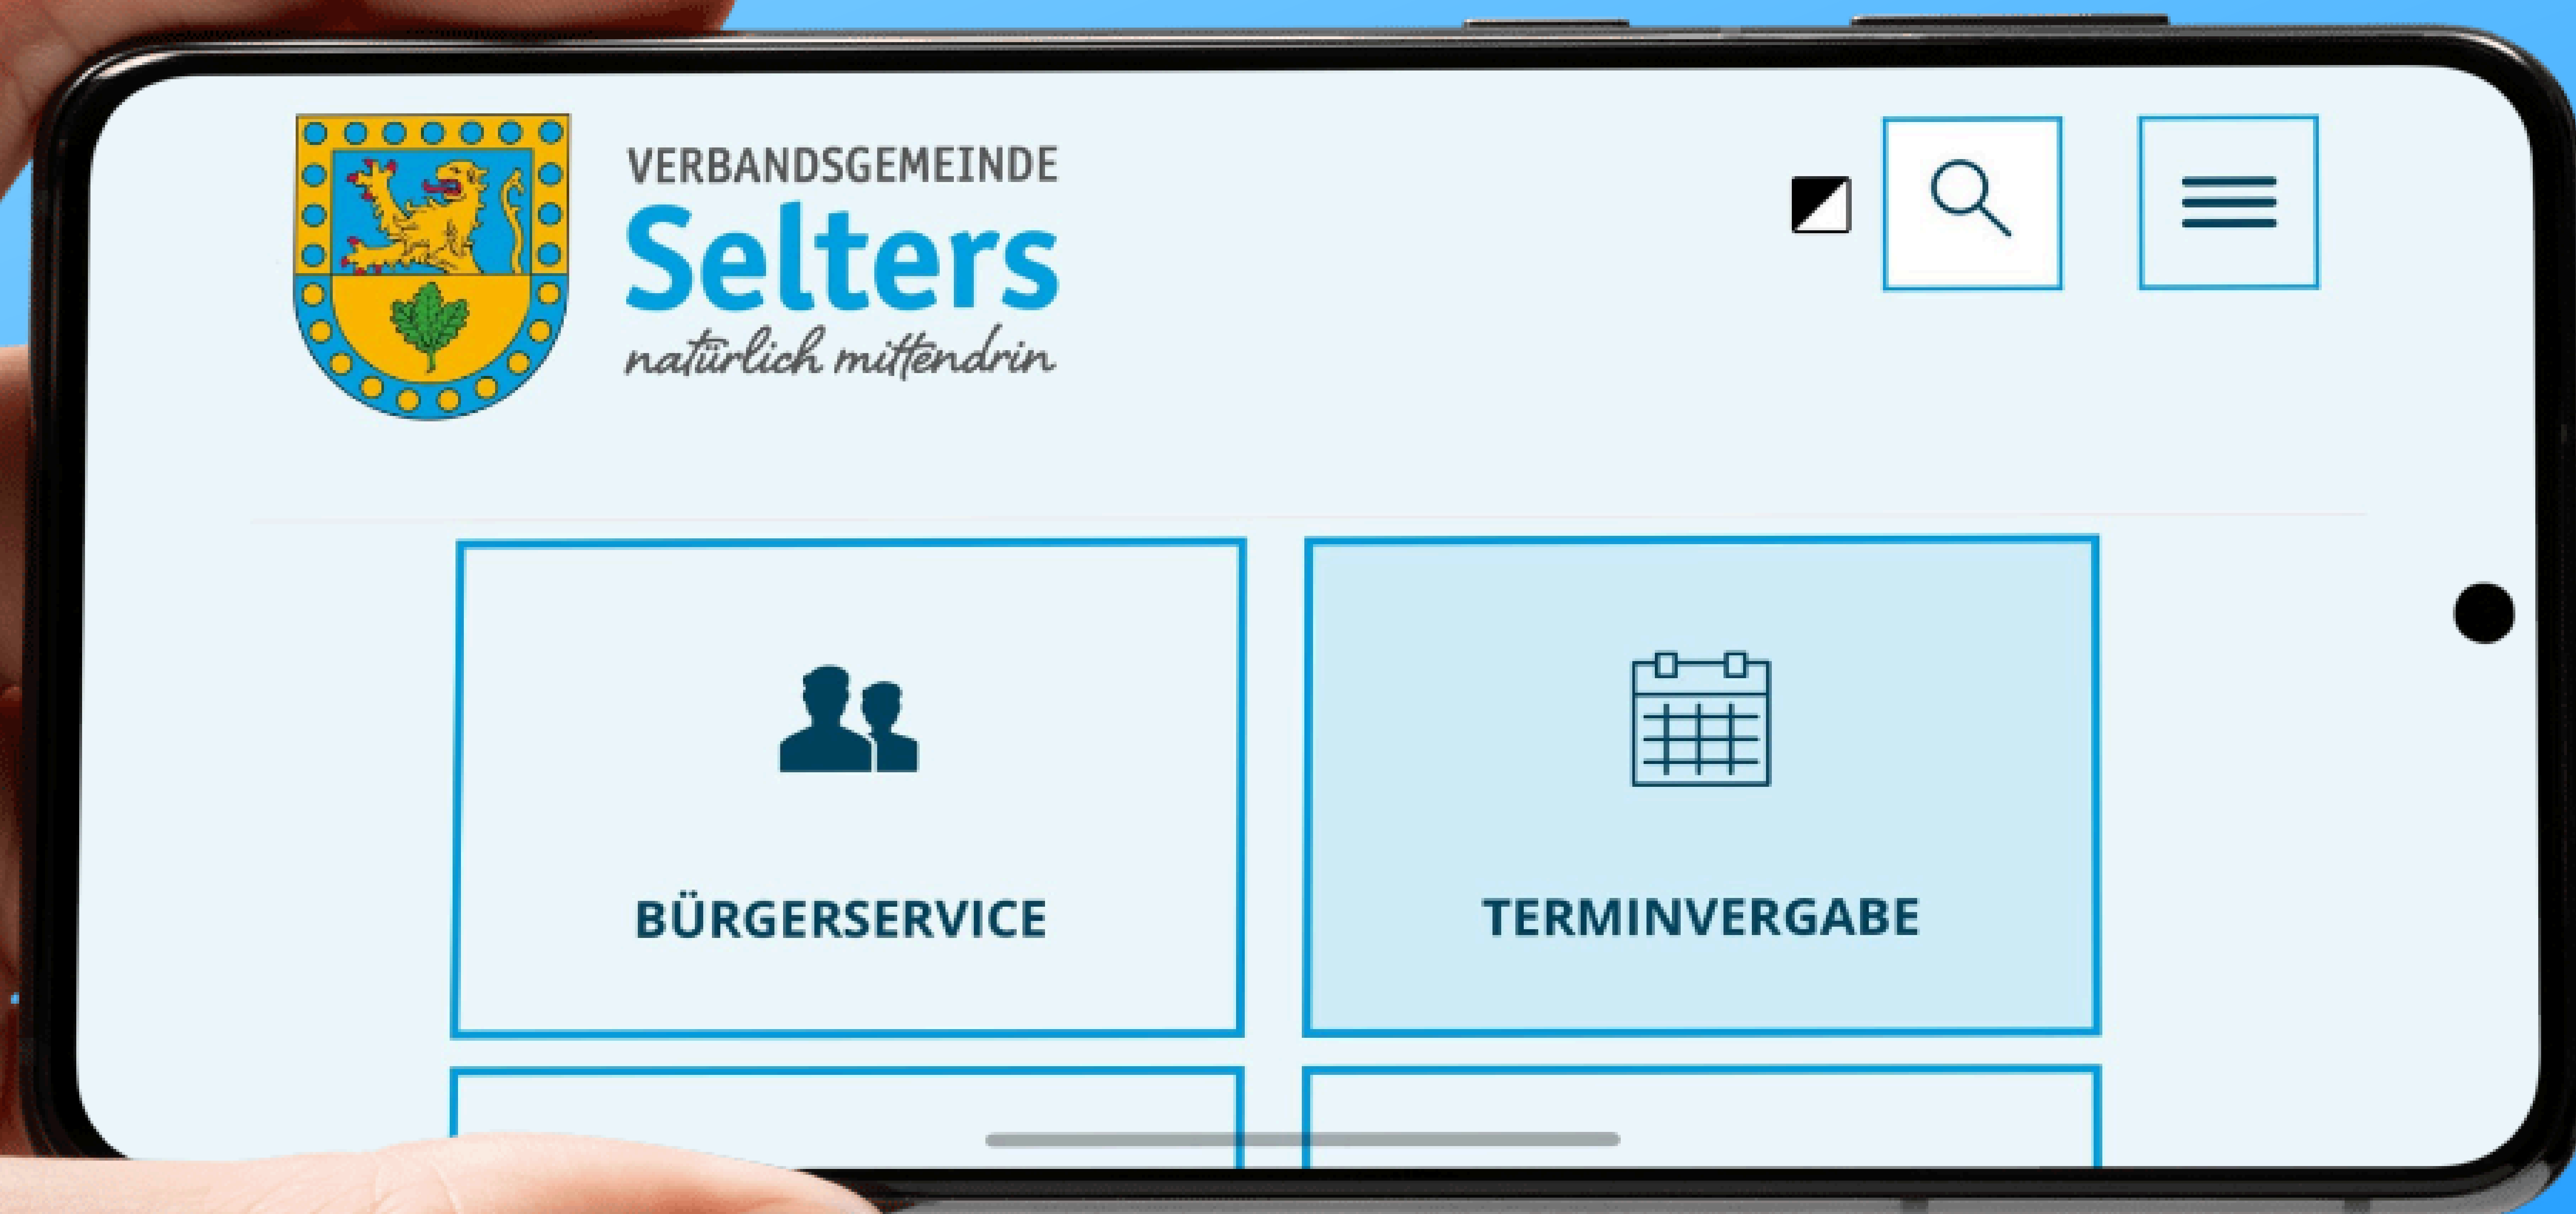 VERBANDSGEMEINDE
Selters
natürlich mittendrin
BÜRGERSERVICE
TERMINVERGABE